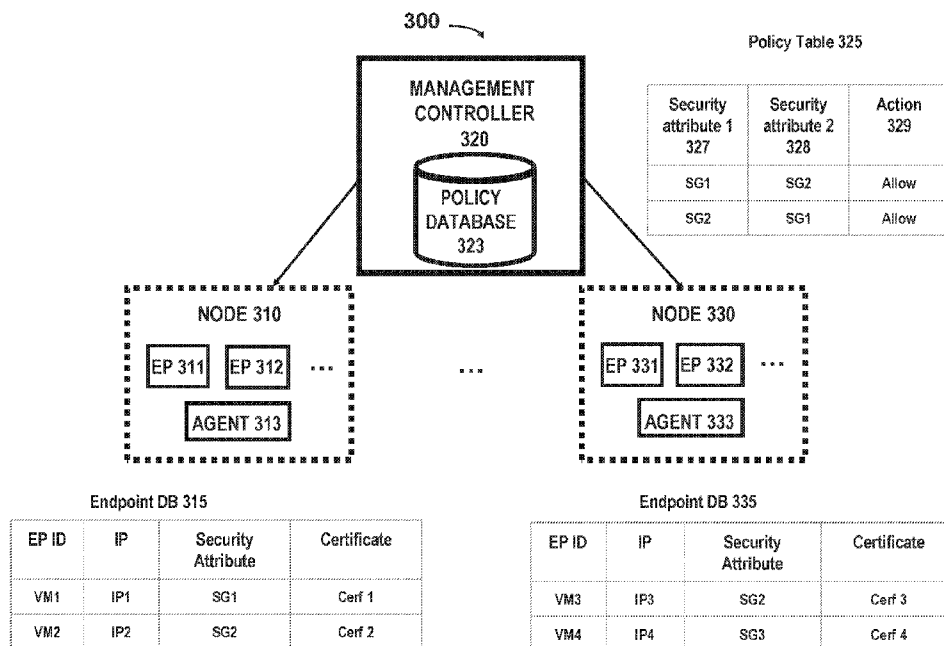 300
MANAGEMENT
CONTROLLER
320
POLICY
DATABASE
323
Policy Table 325
Security attribute 1 327 Security attribute 2 328 Action 329
SG1 SG2 Allow
SG2 SG1 Allow
NODE 310
EP 311 EP 312 ...
AGENT 313
...
NODE 330
EP 331 EP 332 ...
AGENT 333
Endpoint DB 315
EP ID IP Security Attribute Certificate
VM1 IP1 SG1 Cerf 1
VM2 IP2 SG2 Cerf 2
Endpoint DB 335
EP ID IP Security Attribute Certificate
VM3 IP3 SG2 Cerf 3
VM4 IP4 SG3 Cerf 4